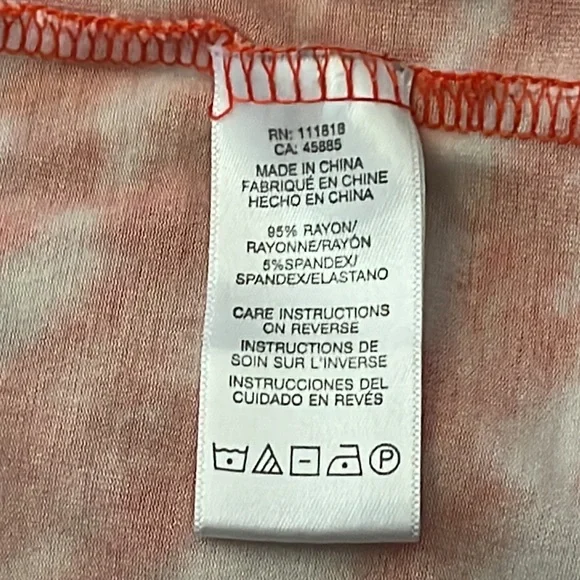 RN: 111818
CA: 45885
MADE IN CHINA
FABRIQUÉ EN CHINE
HECHO EN CHINA
95% RAYON/
RAYONNE/RAYÓN
5%SPANDEX/
SPANDEX/ELASTANO
CARE INSTRUCTIONS
ON REVERSE
INSTRUCTIONS DE
SOIN SUR L'INVERSE
INSTRUCCIONES DEL
CUIDADO EN REVÉS
P